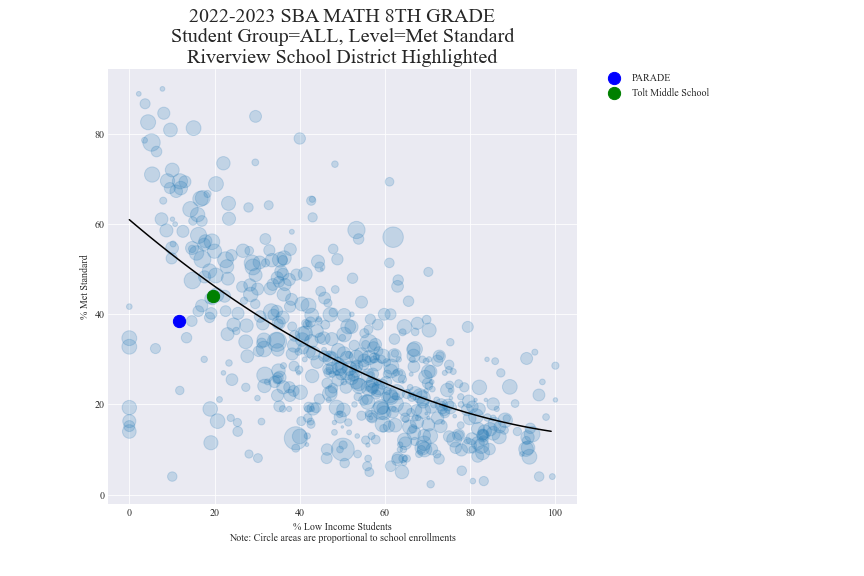 2022-2023 SBA MATH 8TH GRADE
Student Group=ALL, Level=Met Standard
Riverview School District Highlighted
PARADE
Tolt Middle School
% Met Standard
80
60
40
20
0
0 20 40 60 80 100
% Low Income Students
Note: Circle areas are proportional to school enrollments